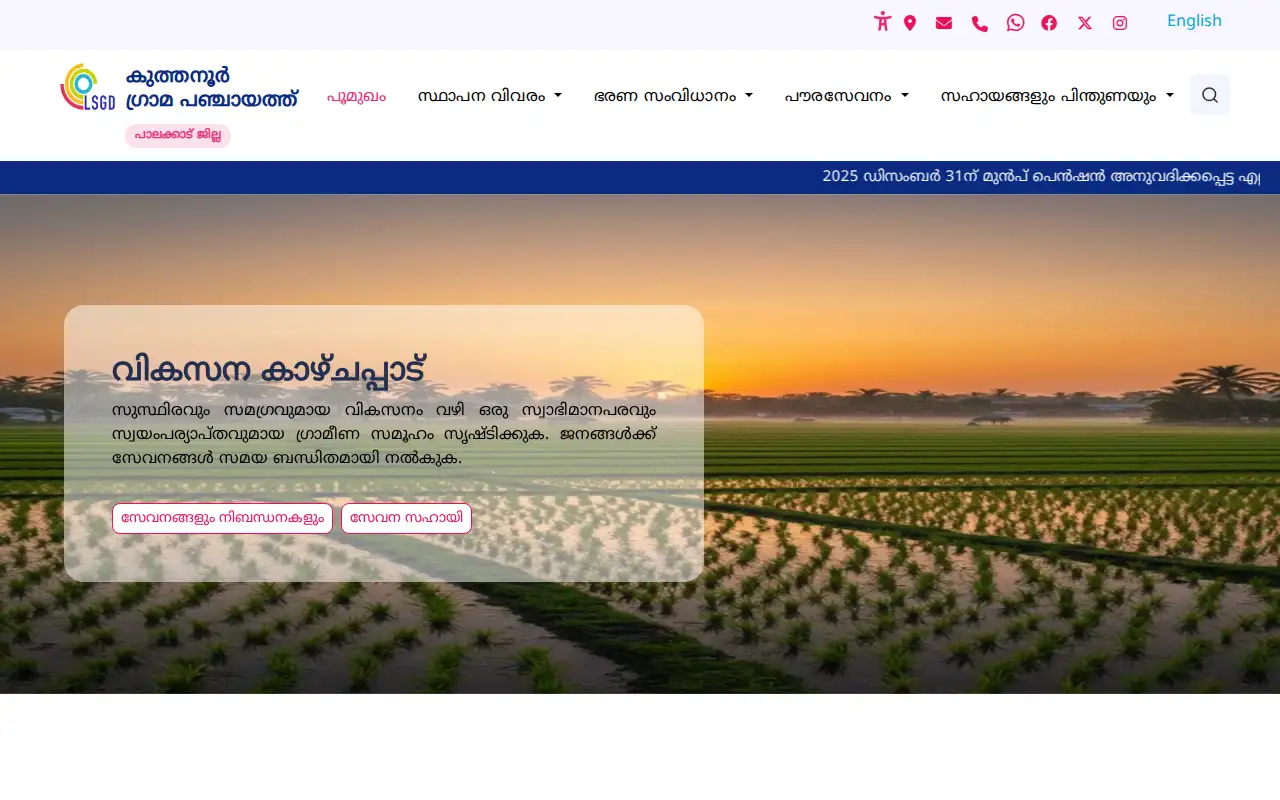 English
കുത്തനൂർ
ഗ്രാമ പഞ്ചായത്ത്
LSGD
പാലക്കാട് ജില്ല
പൂമുഖം
സ്ഥാപന വിവരം
ഭരണ സംവിധാനം
പൗരസേവനം
സഹായങ്ങളും പിന്തുണയും
2025 ഡിസംബർ 31ന് മുൻപ് പെൻഷൻ അനുവദിക്കപ്പെട്ട
വികസന കാഴ്ചപ്പാട്
സുസ്ഥിരവും സമഗ്രവുമായ വികസനം വഴി ഒരു സ്വാഭിമാനപരവും
സ്വയംപര്യാപ്തവുമായ ഗ്രാമീണ സമൂഹം സൃഷ്ടിക്കുക. ജനങ്ങൾക്ക്
സേവനങ്ങൾ സമയ ബന്ധിതമായി നൽകുക.
സേവനങ്ങളും നിബന്ധനകളും
സേവന സഹായി